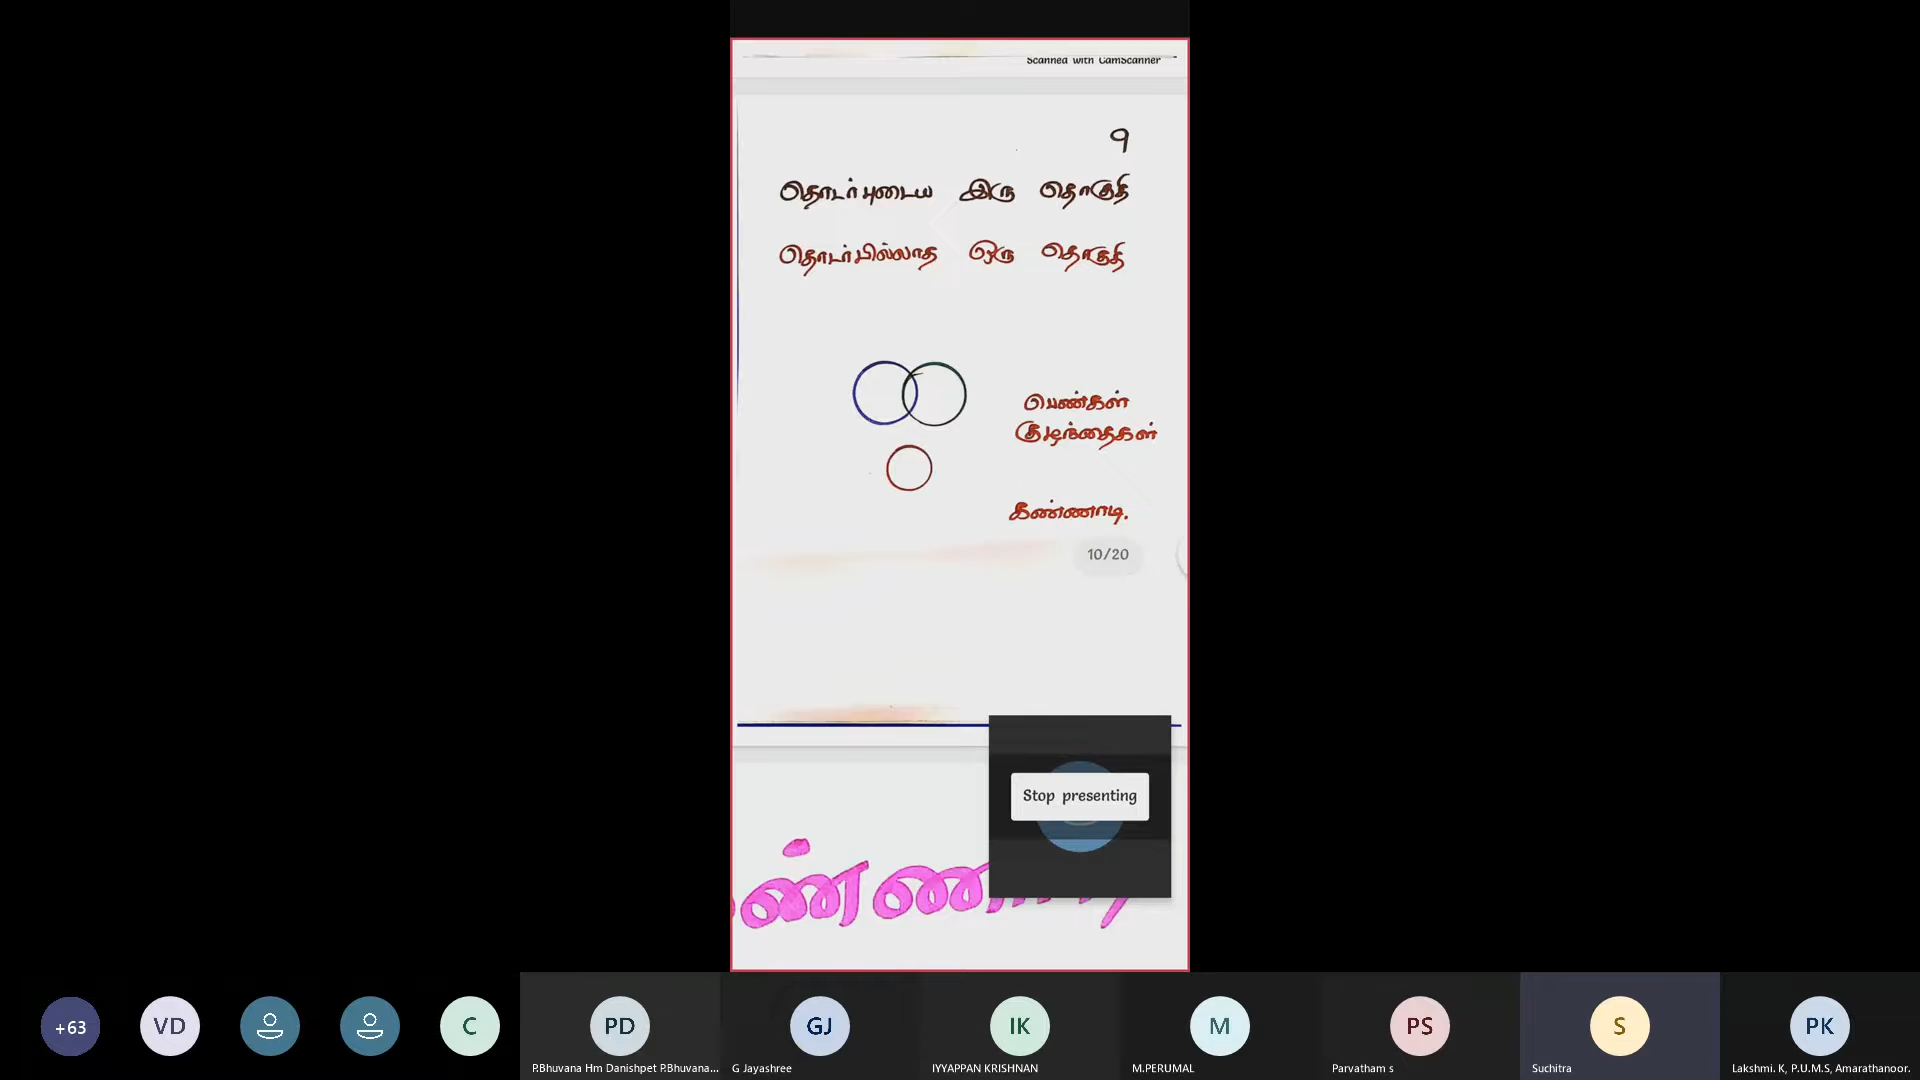 Scanned with CamScanner
9
தொடர்புடைய இரு தொகுதி
தொடர்பில்லாத ஒரு தொகுதி
பெண்கள்
குழந்தைகள்
கண்ணாடி.
10/20
Stop presenting
+63
VD
C
PD
GJ
IK
M
PS
S
PK
P.Bhuvana Hm Danishpet P.Bhuvana...
G Jayashree
IYYAPPAN KRISHNAN
M.PERUMAL
Parvatham s
Suchitra
Lakshmi. K, P.U.M.S, Amarathanoor.